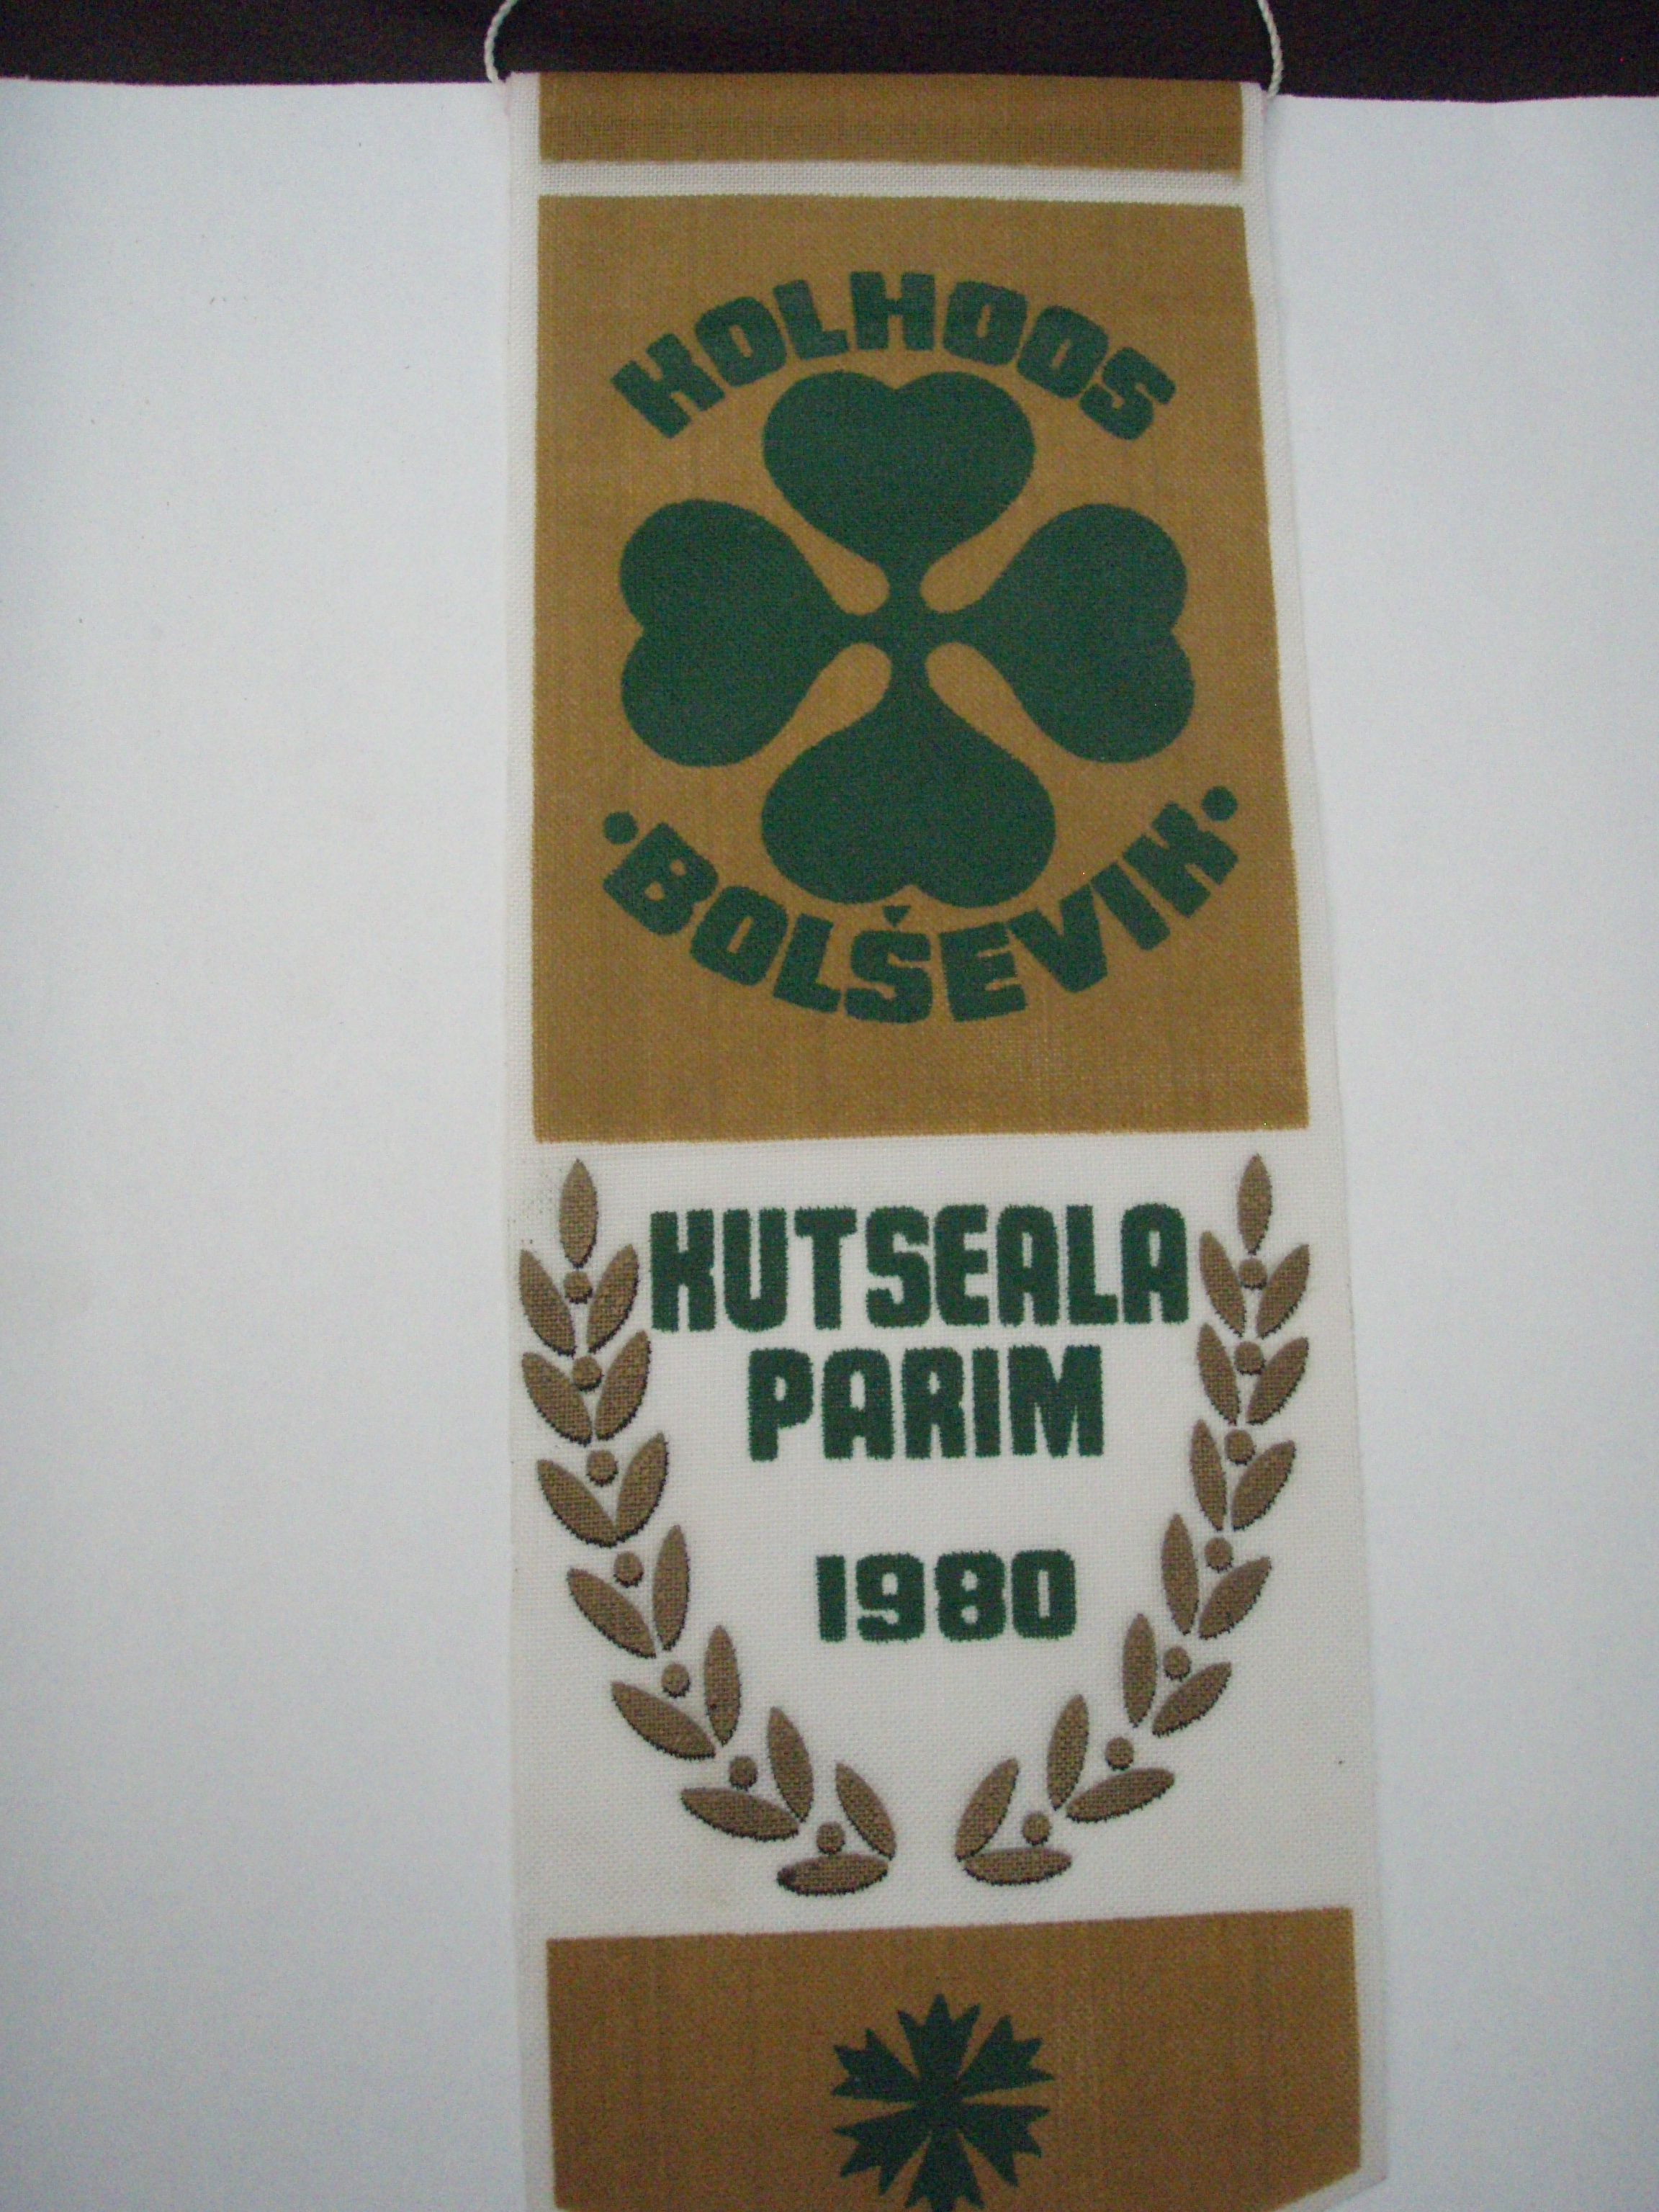 KOLHOOS
·BOLŠEVIK·
KUTSEALA
PARIM
1980